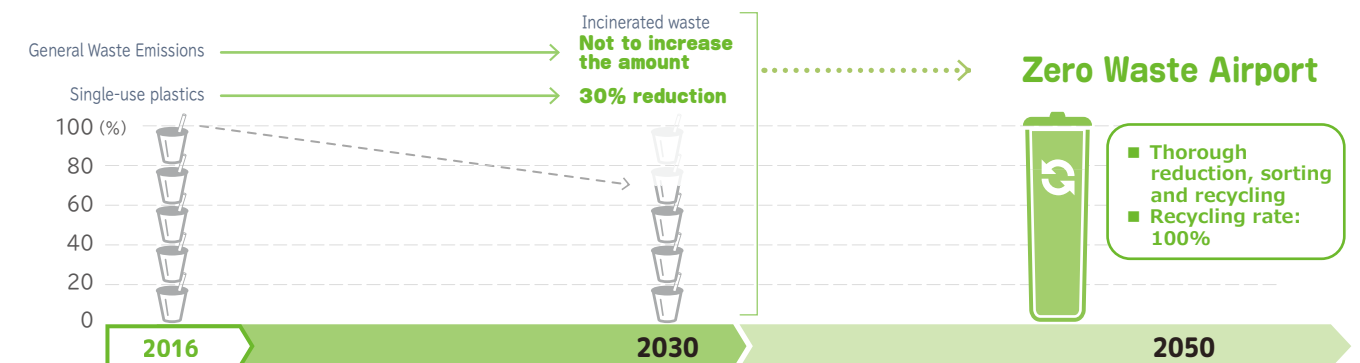 Incinerated waste
General Waste Emissions
Not to increase
the amount
Zero Waste Airport
Single-use plastics
30% reduction
100 (%)
80
60
40
20
0
■ Thorough
reduction, sorting
and recycling
■ Recycling rate:
100%
2016
2030
2050